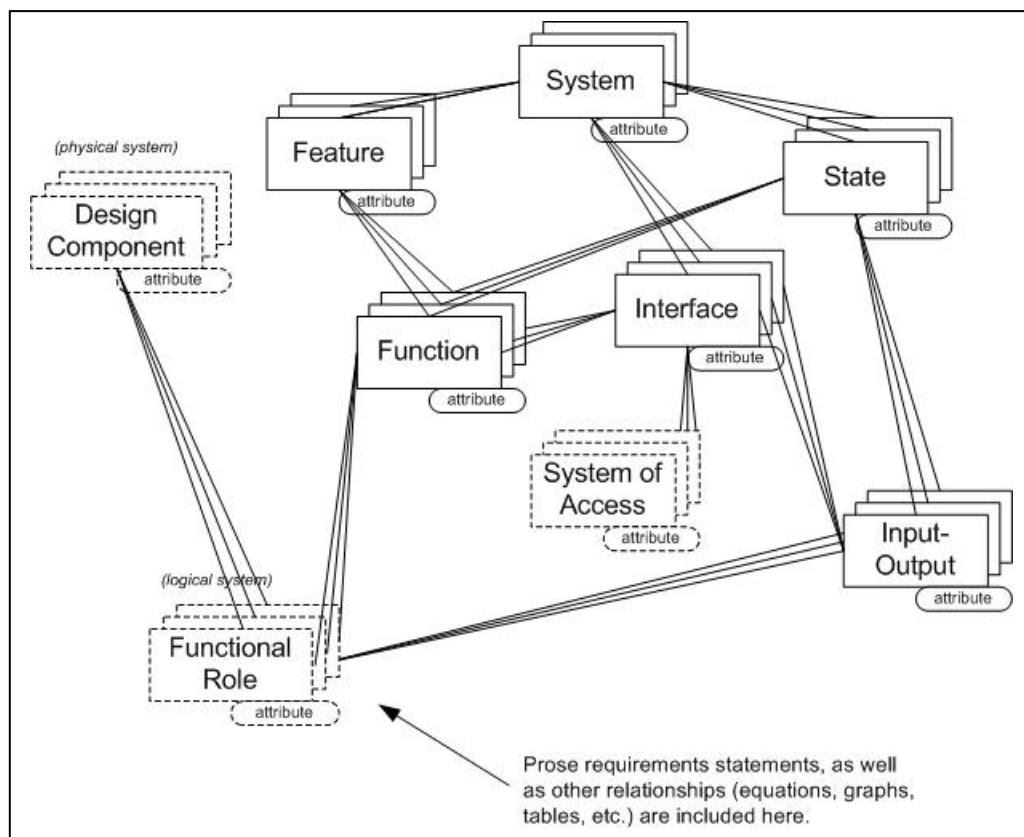 System
attribute
Feature
attribute
(physical system)
Design
Component
attribute
State
attribute
Interface
attribute
Function
attribute
System of
Access
attribute
Input-
Output
attribute
(logical system)
Functional
Role
attribute
Prose requirements statements, as well
as other relationships (equations, graphs,
tables, etc.) are included here.